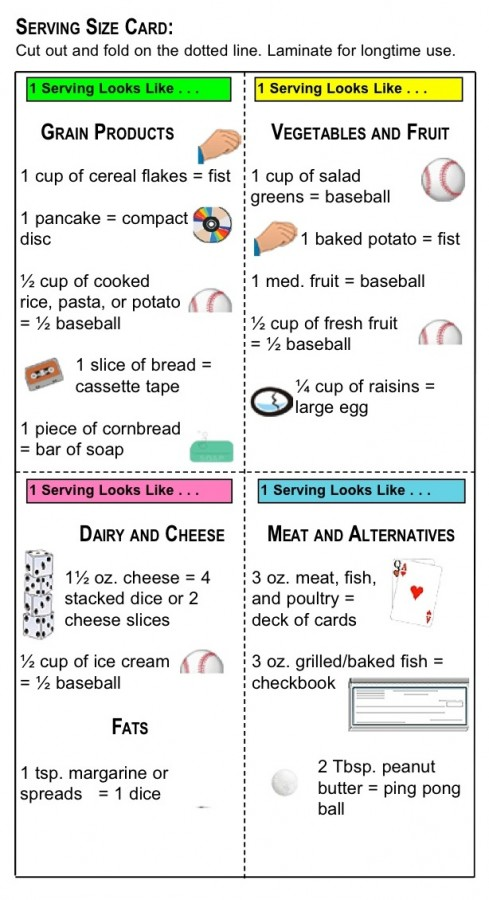 SERVING SIZE CARD:
Cut out and fold on the dotted line. Laminate for longtime use.
1 Serving Looks Like . . .
GRAIN PRODUCTS
1 cup of cereal flakes = fist
1 pancake = compact
disc
½ cup of cooked
rice, pasta, or potato
= ½ baseball
1 slice of bread =
cassette tape
1 piece of cornbread
= bar of soap
1 Serving Looks Like . . .
VEGETABLES AND FRUIT
1 cup of salad
greens = baseball
1 baked potato = fist
1 med. fruit = baseball
½ cup of fresh fruit
= ½ baseball
¼ cup of raisins =
large egg
1 Serving Looks Like . . .
DAIRY AND CHEESE
1½ oz. cheese = 4
stacked dice or 2
cheese slices
½ cup of ice cream
= ½ baseball
FATS
1 tsp. margarine or
spreads = 1 dice
1 Serving Looks Like . . .
MEAT AND ALTERNATIVES
3 oz. meat, fish,
and poultry =
deck of cards
3 oz. grilled/baked fish =
checkbook
2 Tbsp. peanut
butter = ping pong
ball